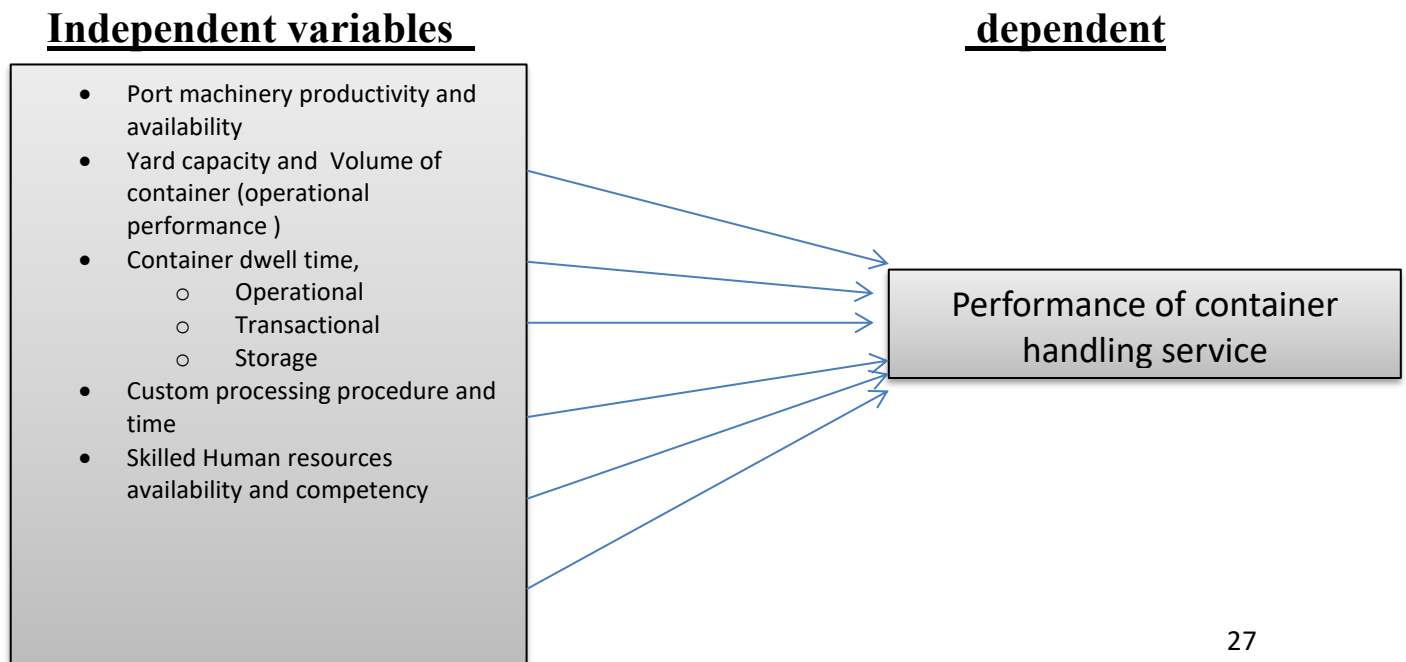 Independent variables
dependent
• Port machinery productivity and
availability
• Yard capacity and Volume of
container (operational
performance )
• Container dwell time,
o Operational
o Transactional
o Storage
• Custom processing procedure and
time
• Skilled Human resources
availability and competency
Performance of container
handling service
27